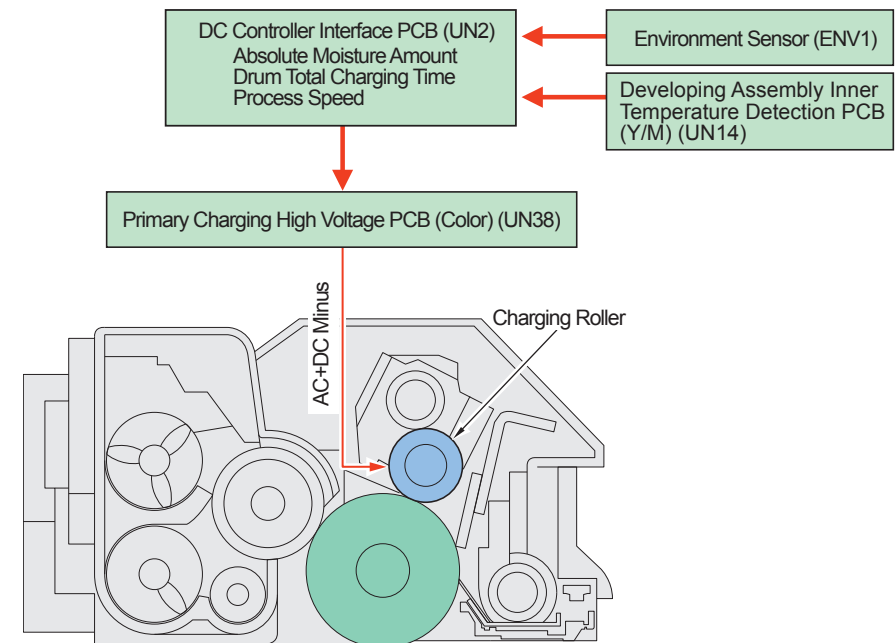 DC Controller Interface PCB (UN2)
Absolute Moisture Amount
Drum Total Charging Time
Process Speed
Environment Sensor (ENV1)
Developing Assembly Inner
Temperature Detection PCB
(Y/M) (UN14)
Primary Charging High Voltage PCB (Color) (UN38)
AC+DC Minus
Charging Roller